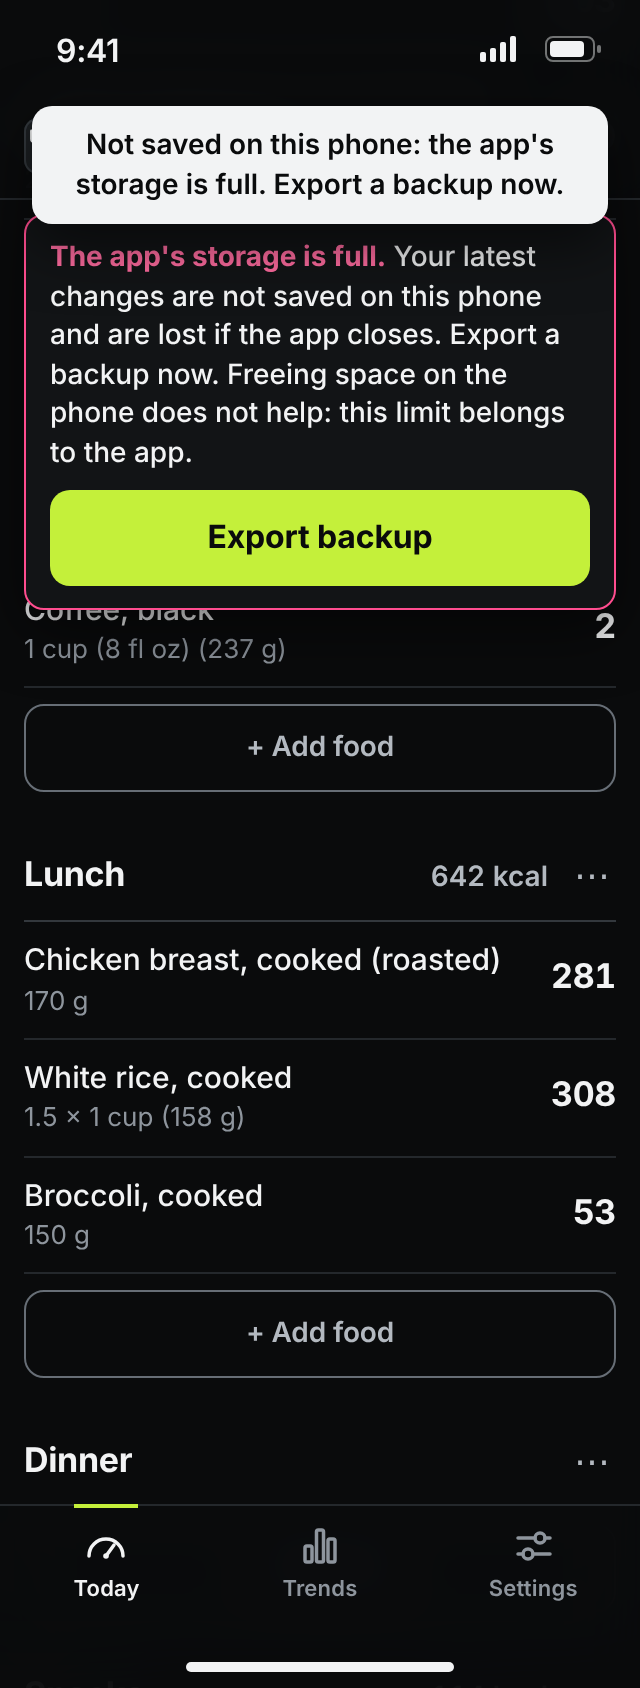 9:41
Not saved on this phone: the app's
storage is full. Export a backup now.
The app's storage is full. Your latest
changes are not saved on this phone
and are lost if the app closes. Export a
backup now. Freeing space on the
phone does not help: this limit belongs
to the app.
Export backup
Coffee, black
2
1 cup (8 fl oz) (237 g)
+ Add food
Lunch
642 kcal
Chicken breast, cooked (roasted)
281
170 g
White rice, cooked
308
1.5 × 1 cup (158 g)
Broccoli, cooked
53
150 g
+ Add food
Dinner
Today
Trends
Settings